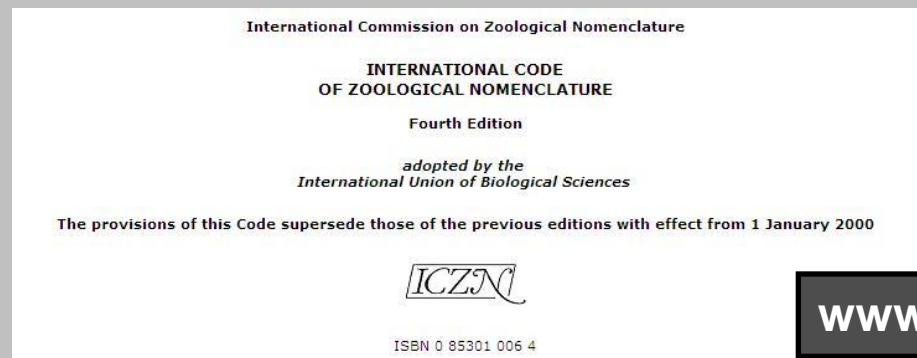 International Commission on Zoological Nomenclature
INTERNATIONAL CODE
OF ZOOLOGICAL NOMENCLATURE
Fourth Edition
adopted by the
International Union of Biological Sciences
The provisions of this Code supersede those of the previous editions with effect from 1 January 2000
ICZN
www
ISBN 0 85301 006 4